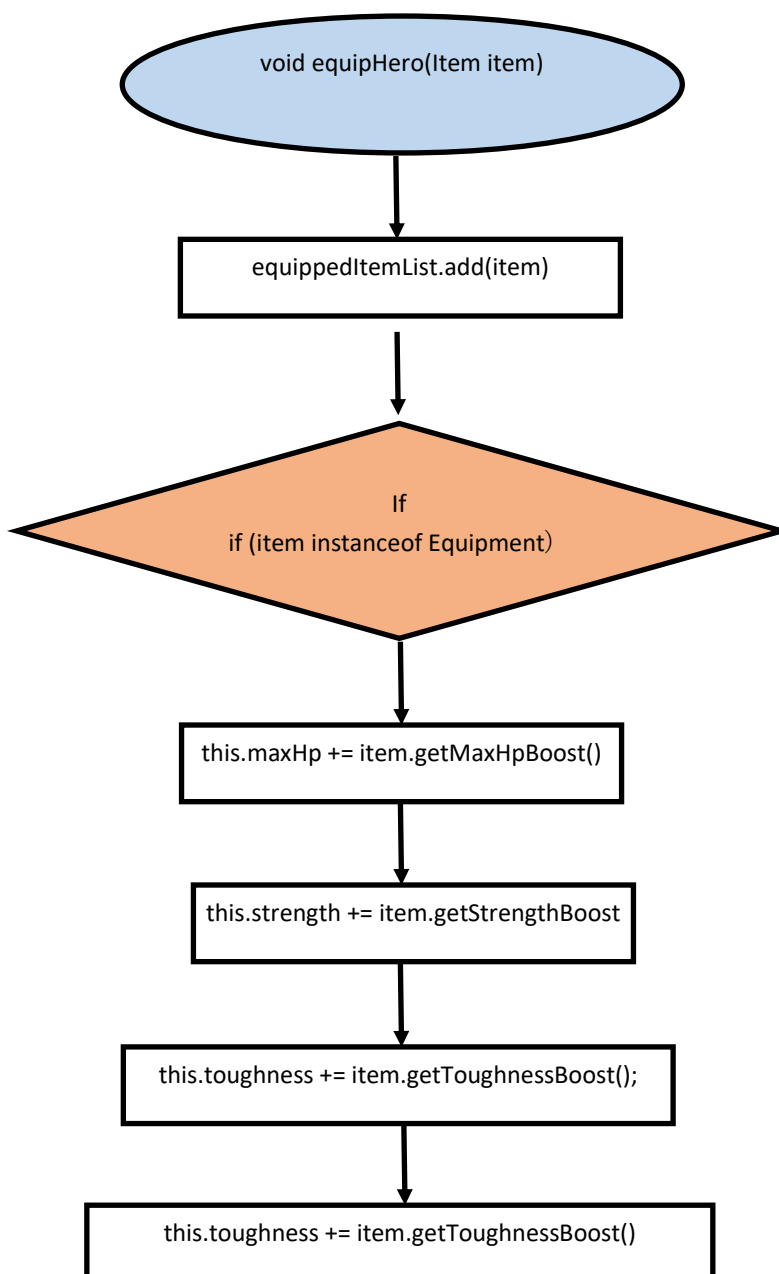 void equipHero(Item item)
equippedItemList.add(item)
If
if (item instanceof Equipment）
this.maxHp += item.getMaxHpBoost()
this.strength += item.getStrengthBoost
this.toughness += item.getToughnessBoost();
this.toughness += item.getToughnessBoost()